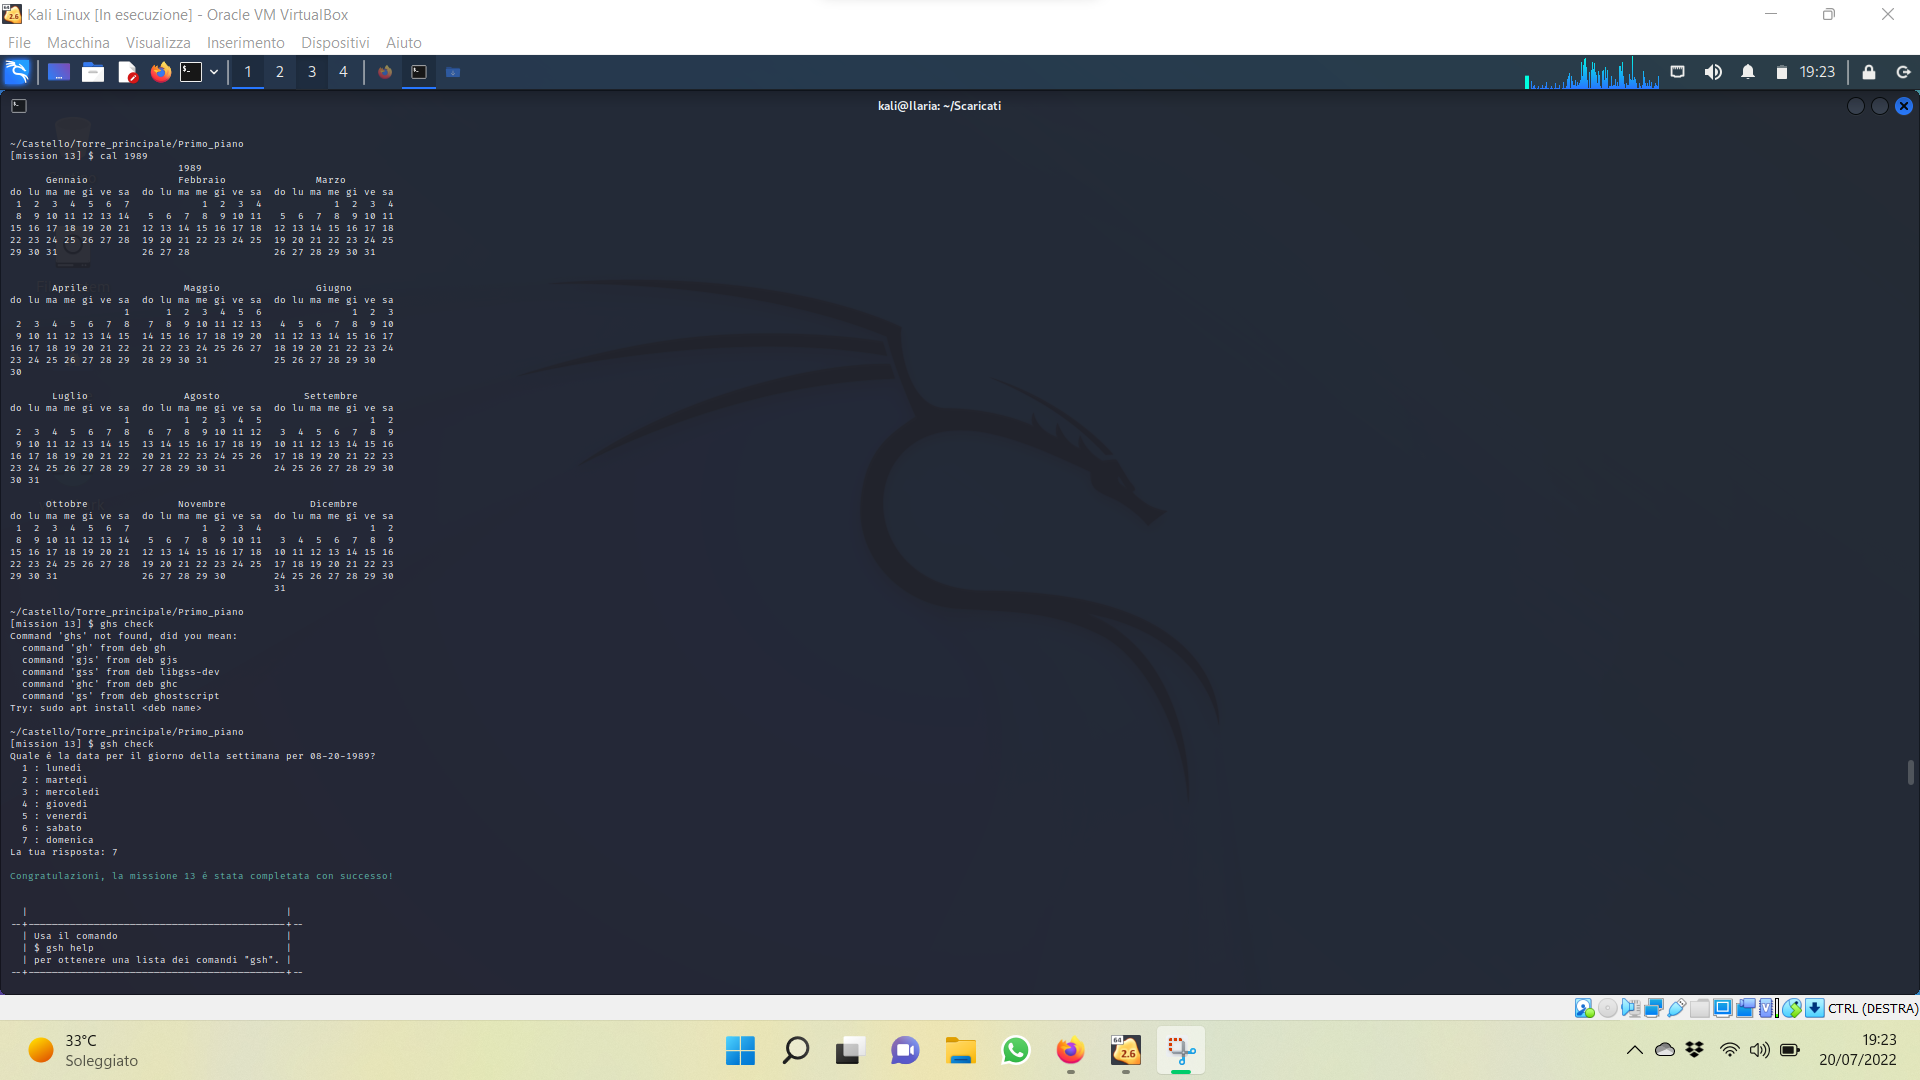 Kali Linux [In esecuzione] - Oracle VM VirtualBox
File Macchina Visualizza Inserimento Dispositivi Aiuto
1 2 3 4 19:23
kali@Ilaria: ~/Scaricati
~/Castello/Torre_principale/Primo_piano
[mission 13] $ cal 1989
                            1989
      Gennaio               Febbraio               Marzo
do lu ma me gi ve sa  do lu ma me gi ve sa  do lu ma me gi ve sa
 1  2  3  4  5  6  7            1  2  3  4            1  2  3  4
 8  9 10 11 12 13 14   5  6  7  8  9 10 11   5  6  7  8  9 10 11
15 16 17 18 19 20 21  12 13 14 15 16 17 18  12 13 14 15 16 17 18
22 23 24 25 26 27 28  19 20 21 22 23 24 25  19 20 21 22 23 24 25
29 30 31              26 27 28              26 27 28 29 30 31
       Aprile                Maggio                Giugno
do lu ma me gi ve sa  do lu ma me gi ve sa  do lu ma me gi ve sa
                   1      1  2  3  4  5  6               1  2  3
 2  3  4  5  6  7  8   7  8  9 10 11 12 13   4  5  6  7  8  9 10
 9 10 11 12 13 14 15  14 15 16 17 18 19 20  11 12 13 14 15 16 17
16 17 18 19 20 21 22  21 22 23 24 25 26 27  18 19 20 21 22 23 24
23 24 25 26 27 28 29  28 29 30 31           25 26 27 28 29 30
30
       Luglio                Agosto              Settembre
do lu ma me gi ve sa  do lu ma me gi ve sa  do lu ma me gi ve sa
                   1         1  2  3  4  5                  1  2
 2  3  4  5  6  7  8   6  7  8  9 10 11 12   3  4  5  6  7  8  9
 9 10 11 12 13 14 15  13 14 15 16 17 18 19  10 11 12 13 14 15 16
16 17 18 19 20 21 22  20 21 22 23 24 25 26  17 18 19 20 21 22 23
23 24 25 26 27 28 29  27 28 29 30 31        24 25 26 27 28 29 30
30 31
      Ottobre               Novembre              Dicembre
do lu ma me gi ve sa  do lu ma me gi ve sa  do lu ma me gi ve sa
 1  2  3  4  5  6  7            1  2  3  4                  1  2
 8  9 10 11 12 13 14   5  6  7  8  9 10 11   3  4  5  6  7  8  9
15 16 17 18 19 20 21  12 13 14 15 16 17 18  10 11 12 13 14 15 16
22 23 24 25 26 27 28  19 20 21 22 23 24 25  17 18 19 20 21 22 23
29 30 31              26 27 28 29 30        24 25 26 27 28 29 30
                                            31
~/Castello/Torre_principale/Primo_piano
[mission 13] $ ghs check
Command 'ghs' not found, did you mean:
  command 'gh' from deb gh
  command 'gjs' from deb gjs
  command 'gss' from deb libgss-dev
  command 'ghc' from deb ghc
  command 'gs' from deb ghostscript
Try: sudo apt install <deb name>
~/Castello/Torre_principale/Primo_piano
[mission 13] $ gsh check
Quale é la data per il giorno della settimana per 08-20-1989?
  1 : lunedì
  2 : martedì
  3 : mercoledì
  4 : giovedì
  5 : venerdì
  6 : sabato
  7 : domenica
La tua risposta: 7
Congratulazioni, la missione 13 é stata completata con successo!
Usa il comando
$ gsh help
per ottenere una lista dei comandi "gsh".
CTRL (DESTRA)
33°C
Soleggiato
64
2.6
19:23
20/07/2022